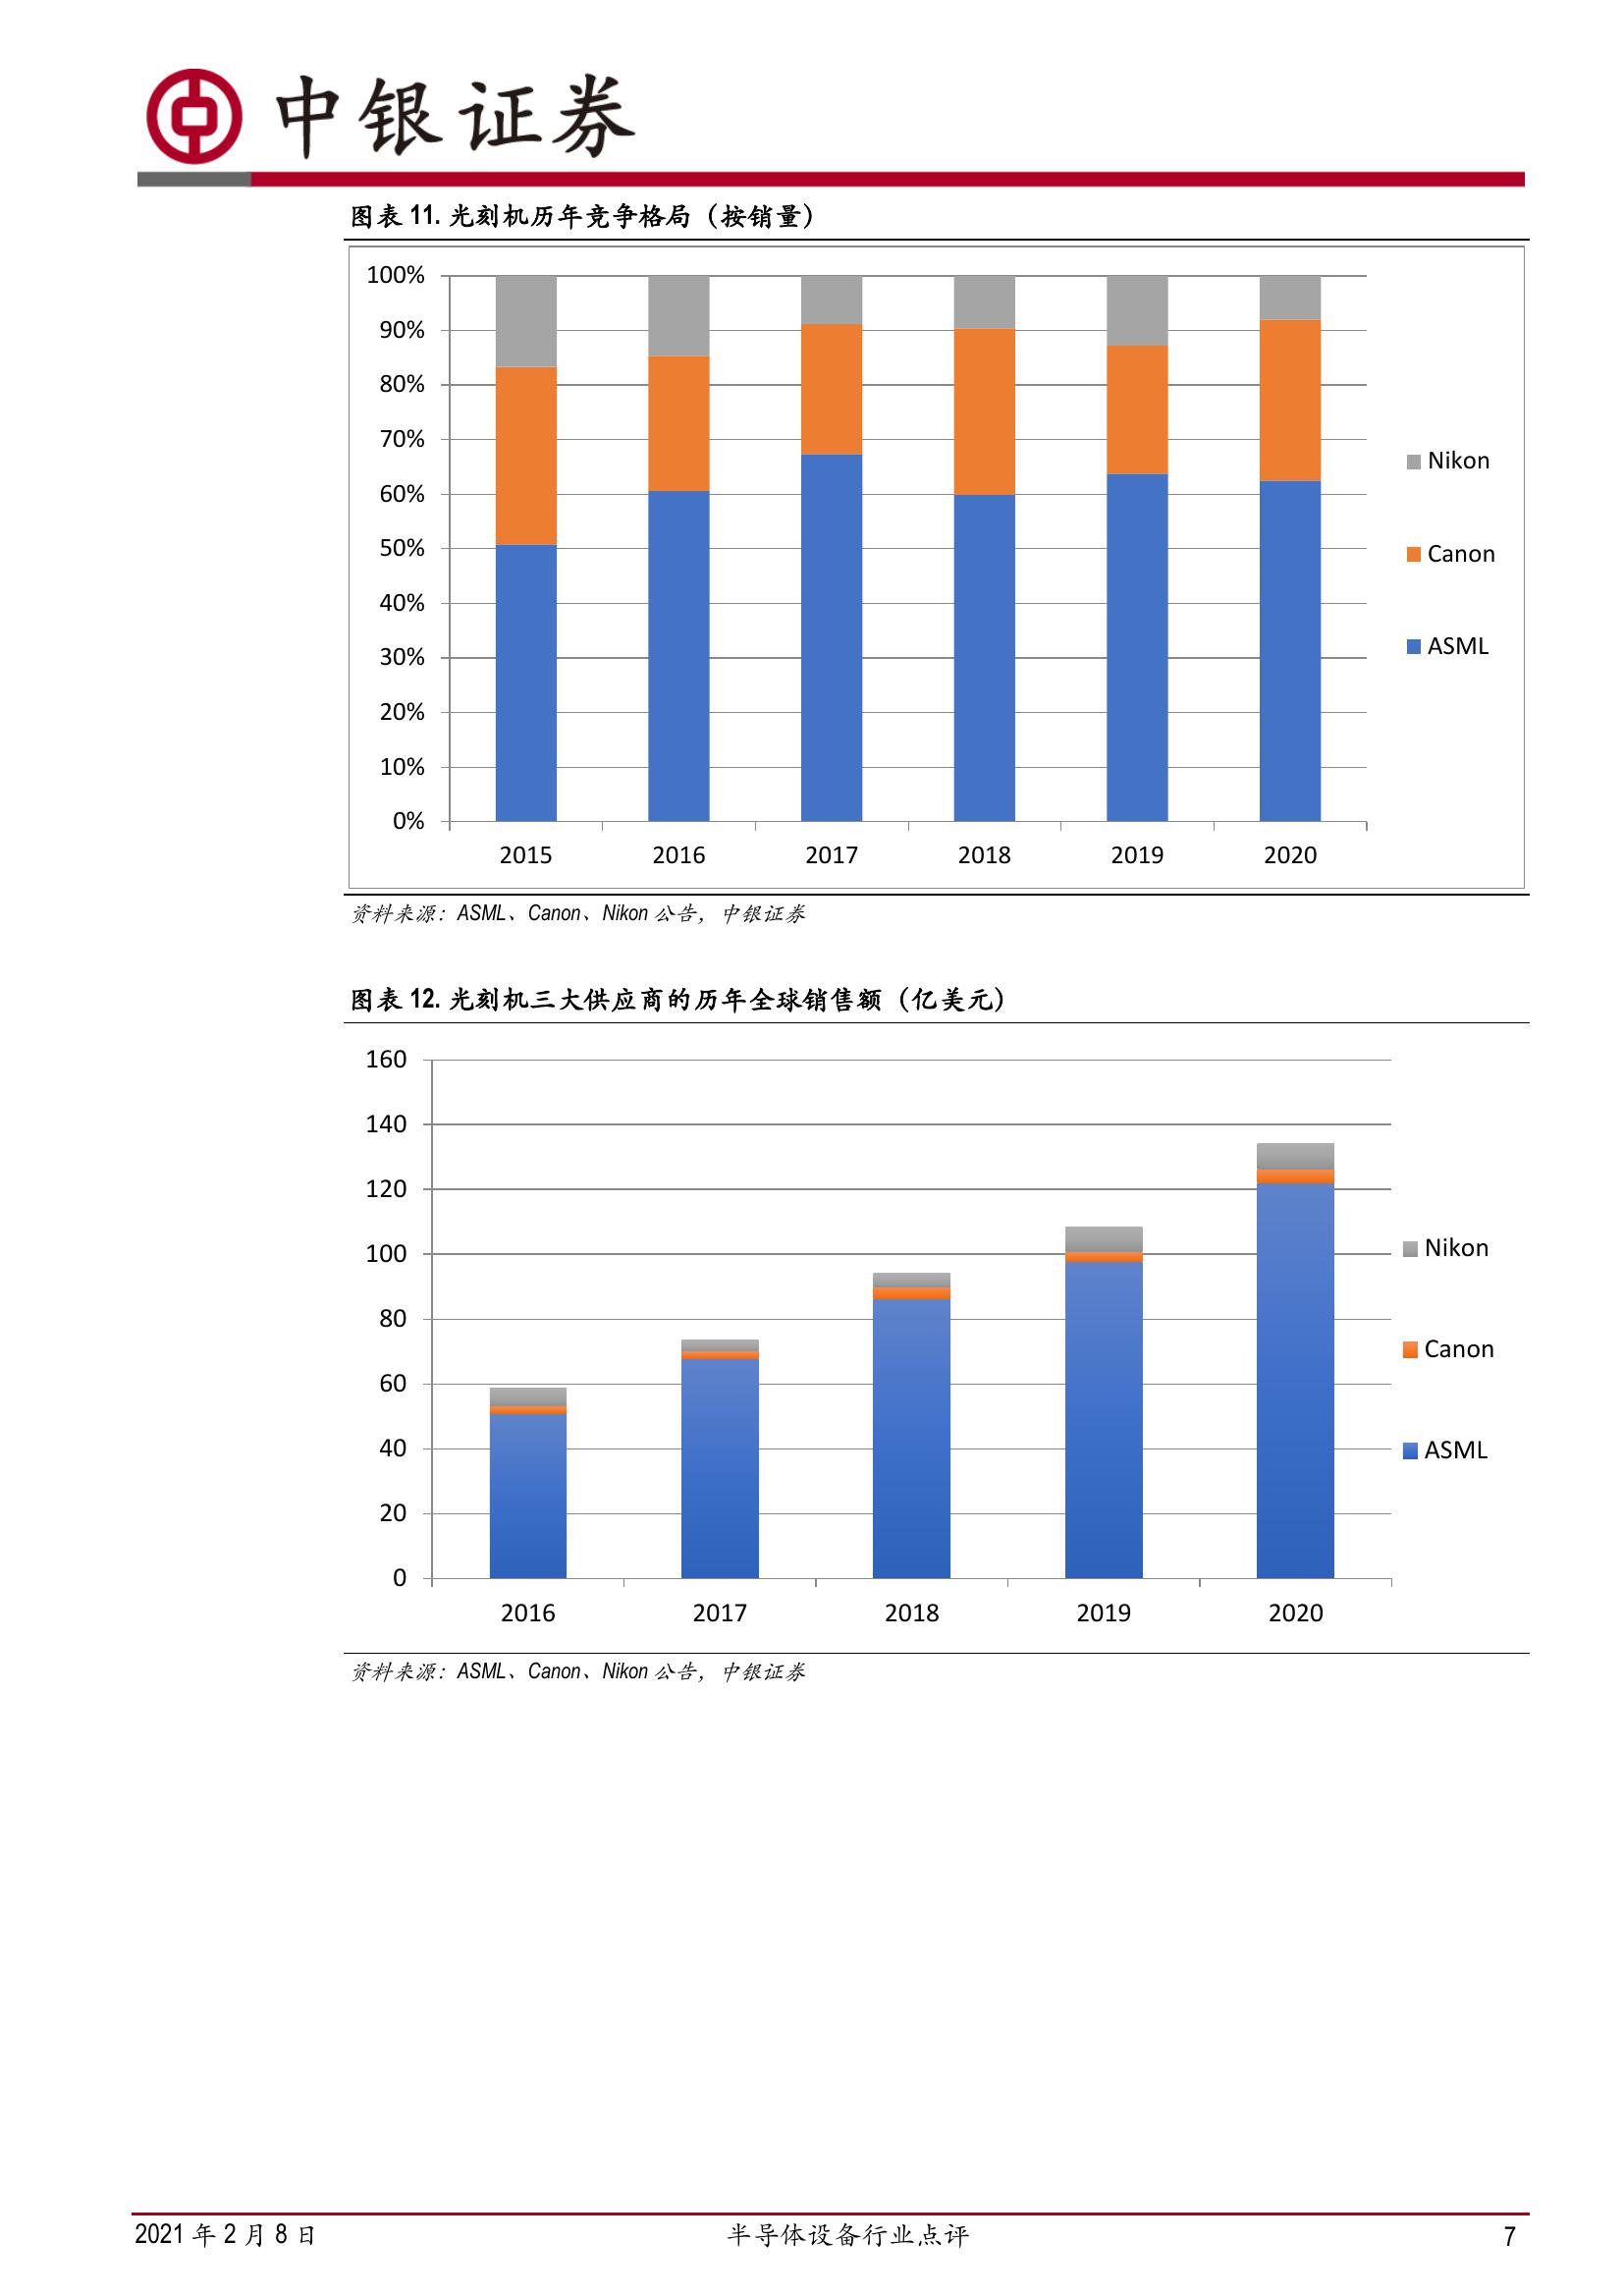 中银证券
图表 11. 光刻机历年竞争格局（按销量）
100%
90%
80%
70%
60%
50%
40%
30%
20%
10%
0%
2015 2016 2017 2018 2019 2020
Nikon
Canon
ASML
资料来源：ASML、Canon、Nikon 公告，中银证券
图表 12. 光刻机三大供应商的历年全球销售额（亿美元）
160
140
120
100
80
60
40
20
0
2016 2017 2018 2019 2020
Nikon
Canon
ASML
资料来源：ASML、Canon、Nikon 公告，中银证券
2021 年 2 月 8 日 半导体设备行业点评 7